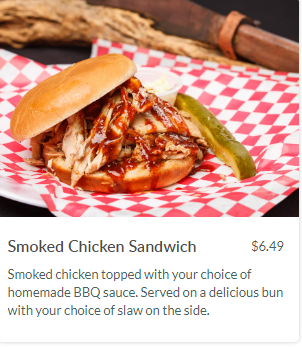 Smoked Chicken Sandwich $6.49
Smoked chicken topped with your choice of
homemade BBQ sauce. Served on a delicious bun
with your choice of slaw on the side.